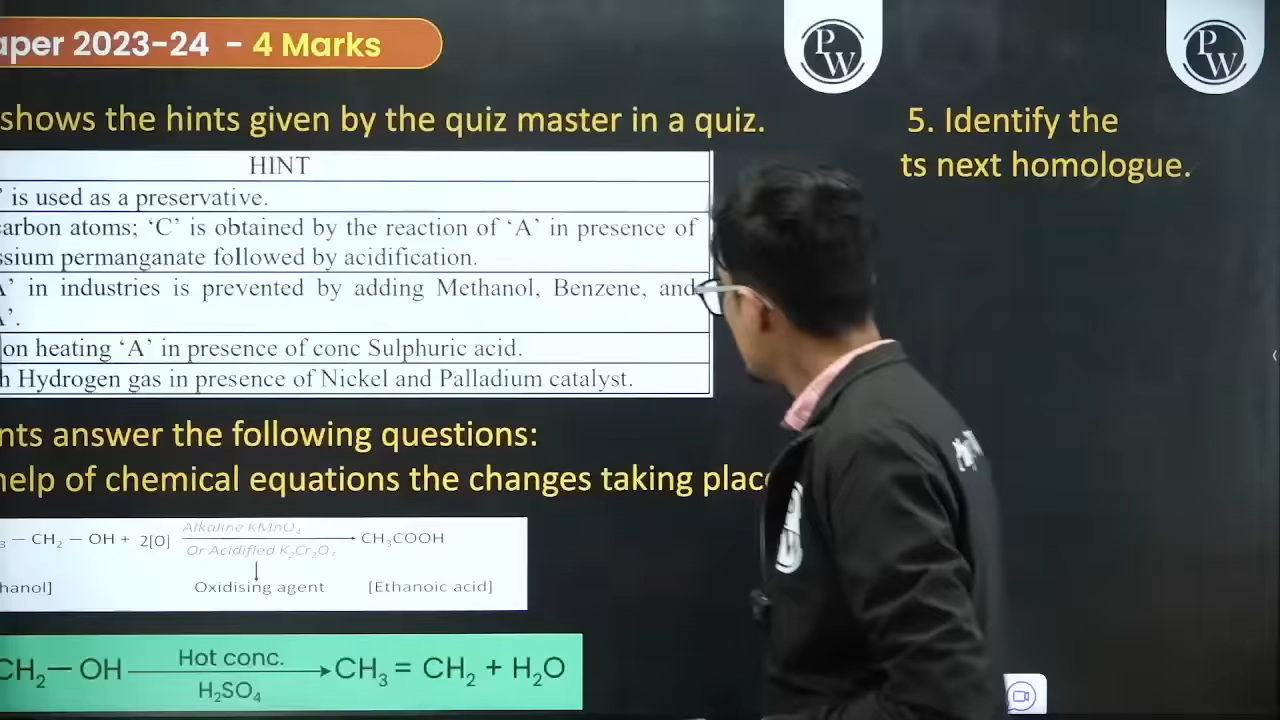 aper 2023-24 - 4 Marks
PW
PW
shows the hints given by the quiz master in a quiz.
5. Identify the
ts next homologue.
HINT
’ is used as a preservative.
carbon atoms; ‘C’ is obtained by the reaction of ‘A’ in presence of
ssium permanganate followed by acidification.
A’ in industries is prevented by adding Methanol, Benzene, and
A’.
on heating ‘A’ in presence of conc Sulphuric acid.
h Hydrogen gas in presence of Nickel and Palladium catalyst.
nts answer the following questions:
help of chemical equations the changes taking plac
Alkaline KMnO₄
₃ — CH₂ — OH + 2[O] → CH₃COOH
Or Acidified K₂Cr₂O₇
hanol] Oxidising agent [Ethanoic acid]
Hot conc.
CH₂— OH → CH₃ = CH₂ + H₂O
H₂SO₄